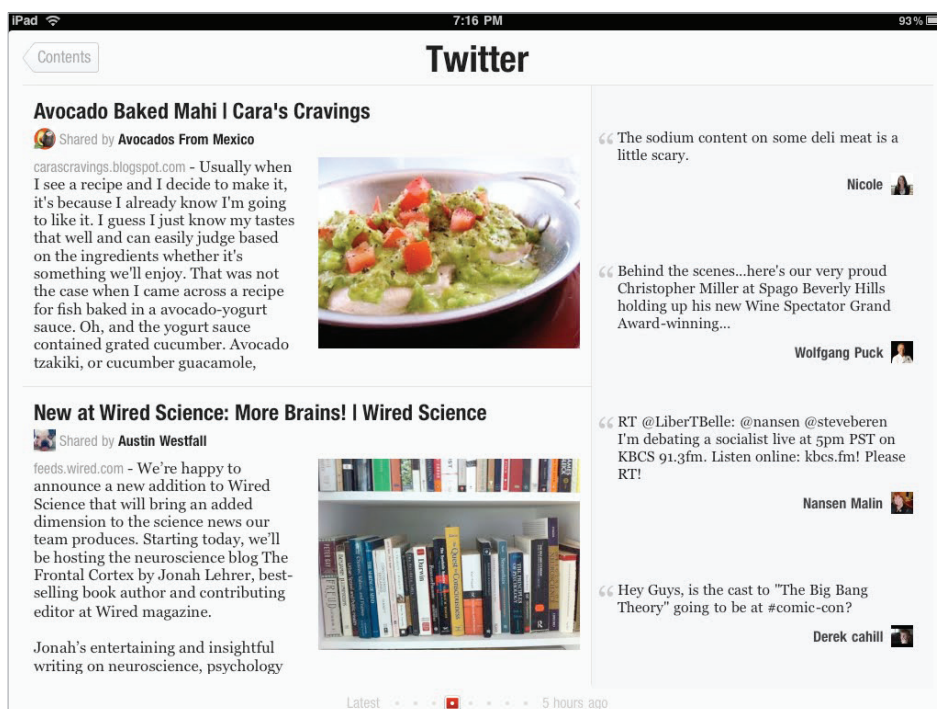 iPad
7:16 PM
93%
Contents
Twitter
Avocado Baked Mahi | Cara's Cravings
Shared by Avocados From Mexico
carascravings.blogspot.com - Usually when
I see a recipe and I decide to make it,
it's because I already know I'm going
to like it. I guess I just know my tastes
that well and can easily judge based
on the ingredients whether it's
something we'll enjoy. That was not
the case when I came across a recipe
for fish baked in a avocado-yogurt
sauce. Oh, and the yogurt sauce
contained grated cucumber. Avocado
tzakiki, or cucumber guacamole,
New at Wired Science: More Brains! | Wired Science
Shared by Austin Westfall
feeds.wired.com - We're happy to
announce a new addition to Wired
Science that will bring an added
dimension to the science news our
team produces. Starting today, we'll
be hosting the neuroscience blog The
Frontal Cortex by Jonah Lehrer, best-
selling book author and contributing
editor at Wired magazine.
Jonah's entertaining and insightful
writing on neuroscience, psychology
Darwin
The Quest for Consciousness
THE PRINCIPLES OF PSYCHOLOGY
“ The sodium content on some deli meat is a
little scary.
Nicole
“ Behind the scenes...here's our very proud
Christopher Miller at Spago Beverly Hills
holding up his new Wine Spectator Grand
Award-winning...
Wolfgang Puck
“ RT @LiberTBelle: @nansen @steveberen
I'm debating a socialist live at 5pm PST on
KBCS 91.3fm. Listen online: kbcs.fm! Please
RT!
Nansen Malin
“ Hey Guys, is the cast to "The Big Bang
Theory" going to be at #comic-con?
Derek cahill
Latest
5 hours ago